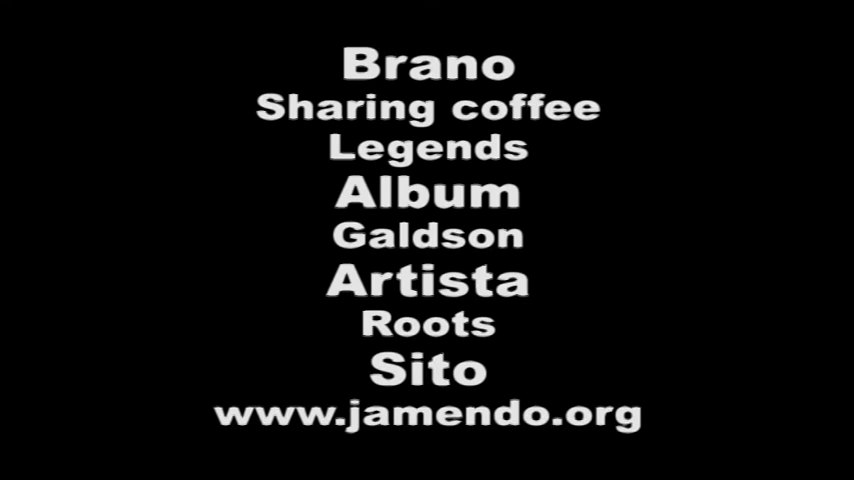 Brano
Sharing coffee
Legends
Album
Galdson
Artista
Roots
Sito
www.jamendo.org